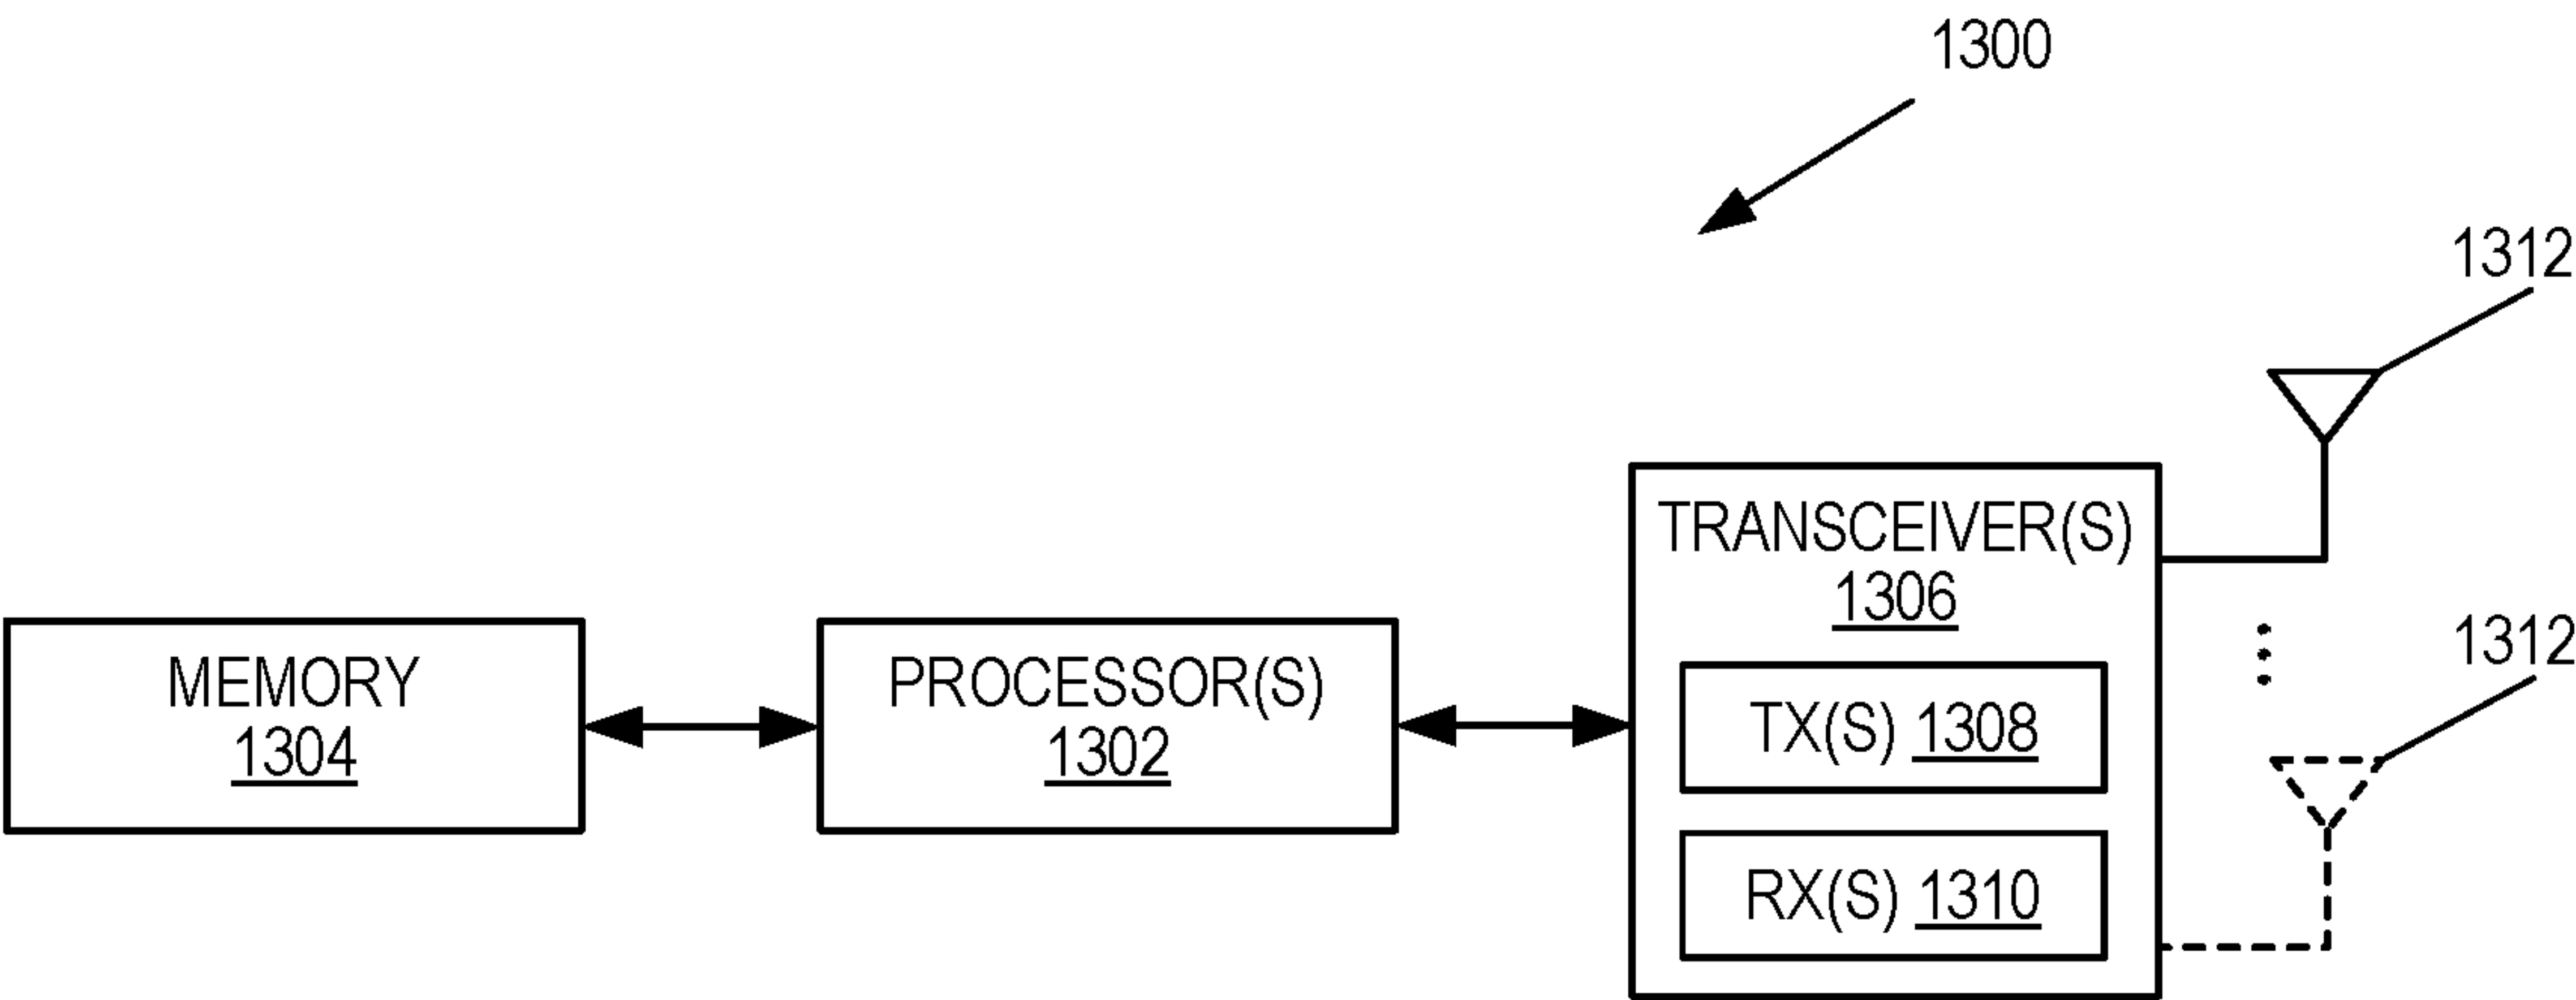 1300
1312
TRANSCEIVER(S)
1306
1312
MEMORY
1304
PROCESSOR(S)
1302
TX(S) 1308
RX(S) 1310